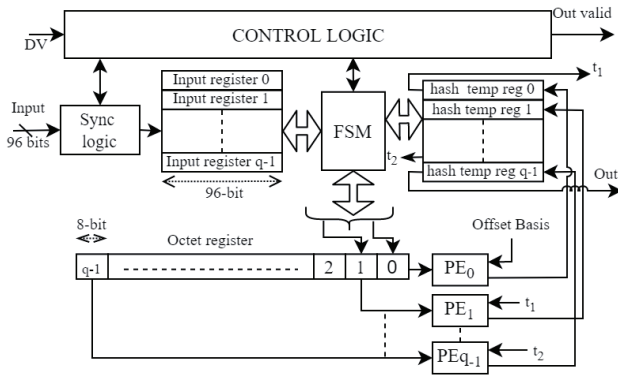 Out valid
DV
CONTROL LOGIC
t1
Input register 0
Input register 1
Input register q-1
hash temp reg 0
hash temp reg 1
hash temp reg q-1
Input
96 bits
Sync
logic
FSM
t2
Out
96-bit
8-bit
Octet register
Offset Basis
q-1
2
1
0
PE0
PE1
t1
PEq-1
t2